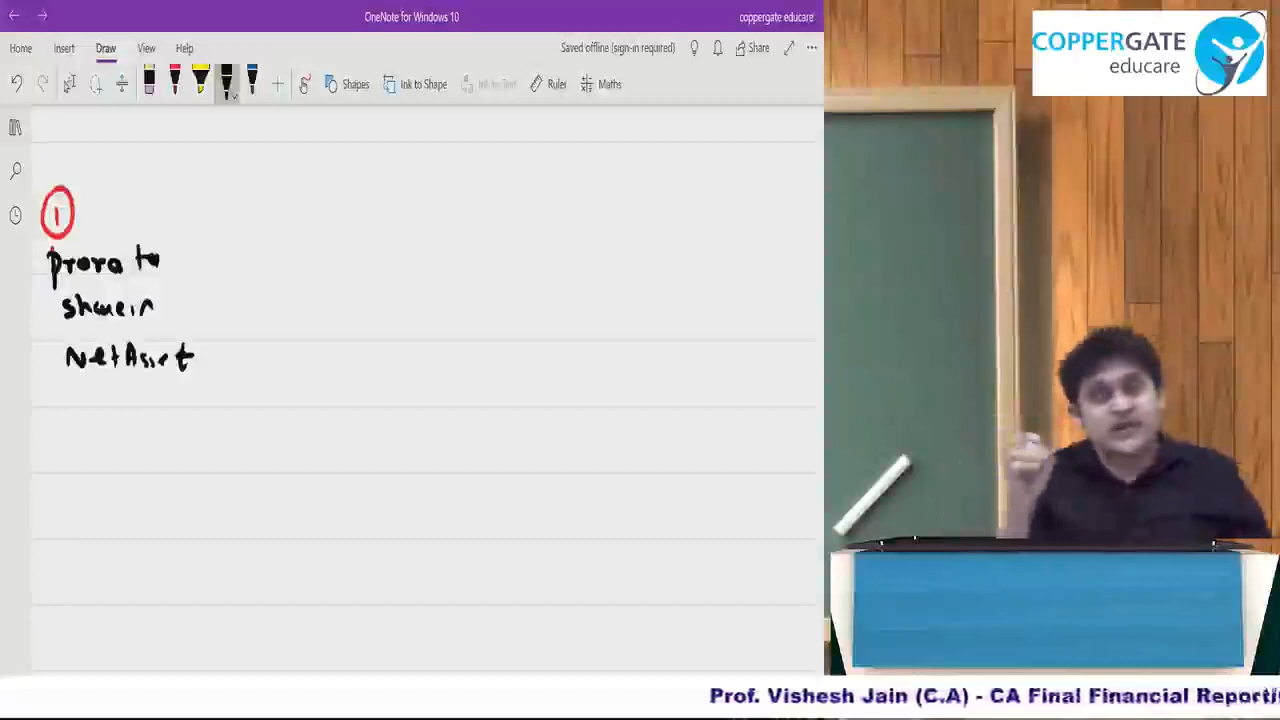 OneNote for Windows 10
coppergate educare
Home Insert Draw View Help
Saved offline (sign-in required)
Share
Shapes
Ink to Shape
Ink to Text
Ruler
Maths
COPPERGATE
educare
1
prora ta
share in
Net Asset
Prof. Vishesh Jain (C.A) - CA Final Financial Reporti